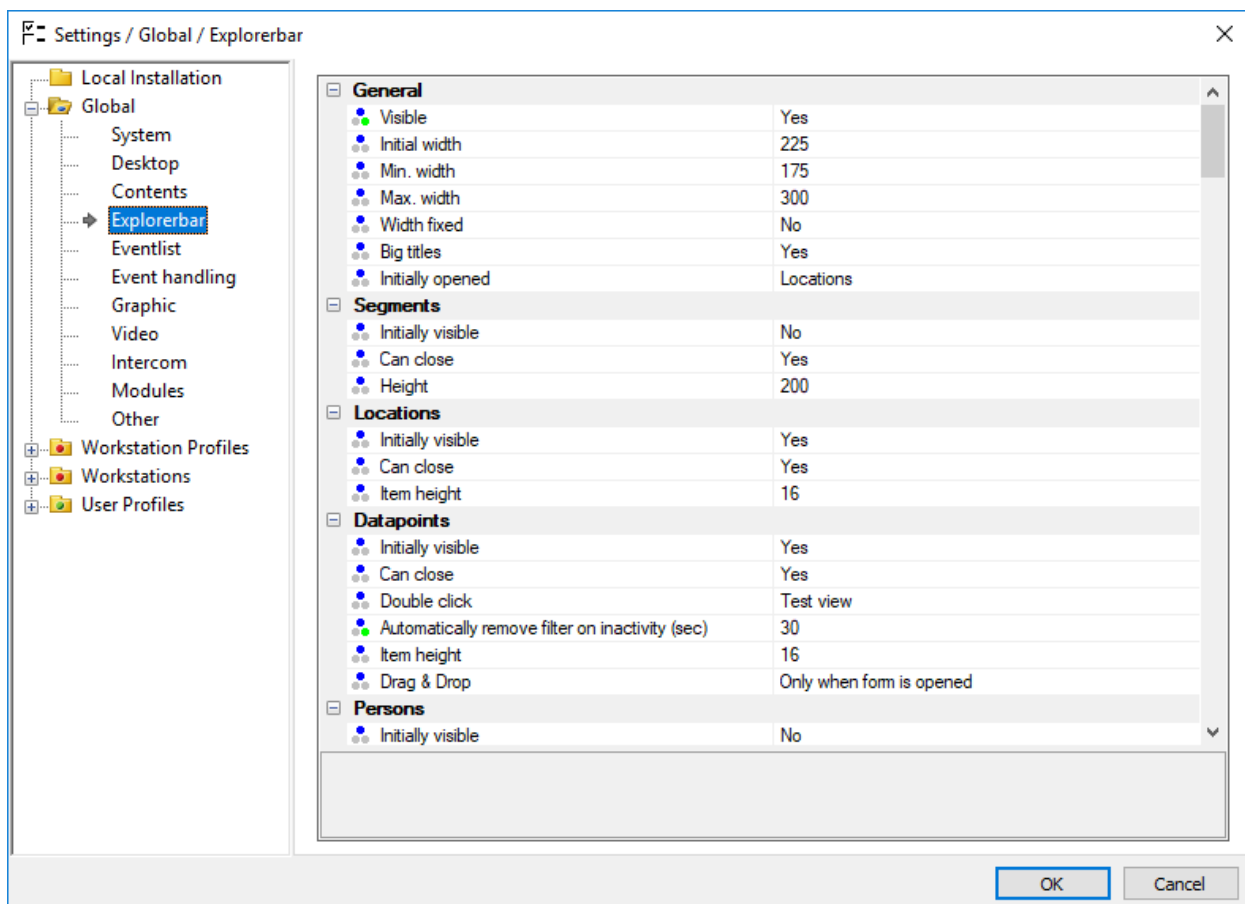 Settings / Global / Explorerbar
Local Installation
Global
System
Desktop
Contents
Explorerbar
Eventlist
Event handling
Graphic
Video
Intercom
Modules
Other
Workstation Profiles
Workstations
User Profiles
General
Visible Yes
Initial width 225
Min. width 175
Max. width 300
Width fixed No
Big titles Yes
Initially opened Locations
Segments
Initially visible No
Can close Yes
Height 200
Locations
Initially visible Yes
Can close Yes
Item height 16
Datapoints
Initially visible Yes
Can close Yes
Double click Test view
Automatically remove filter on inactivity (sec) 30
Item height 16
Drag & Drop Only when form is opened
Persons
Initially visible No
OK Cancel